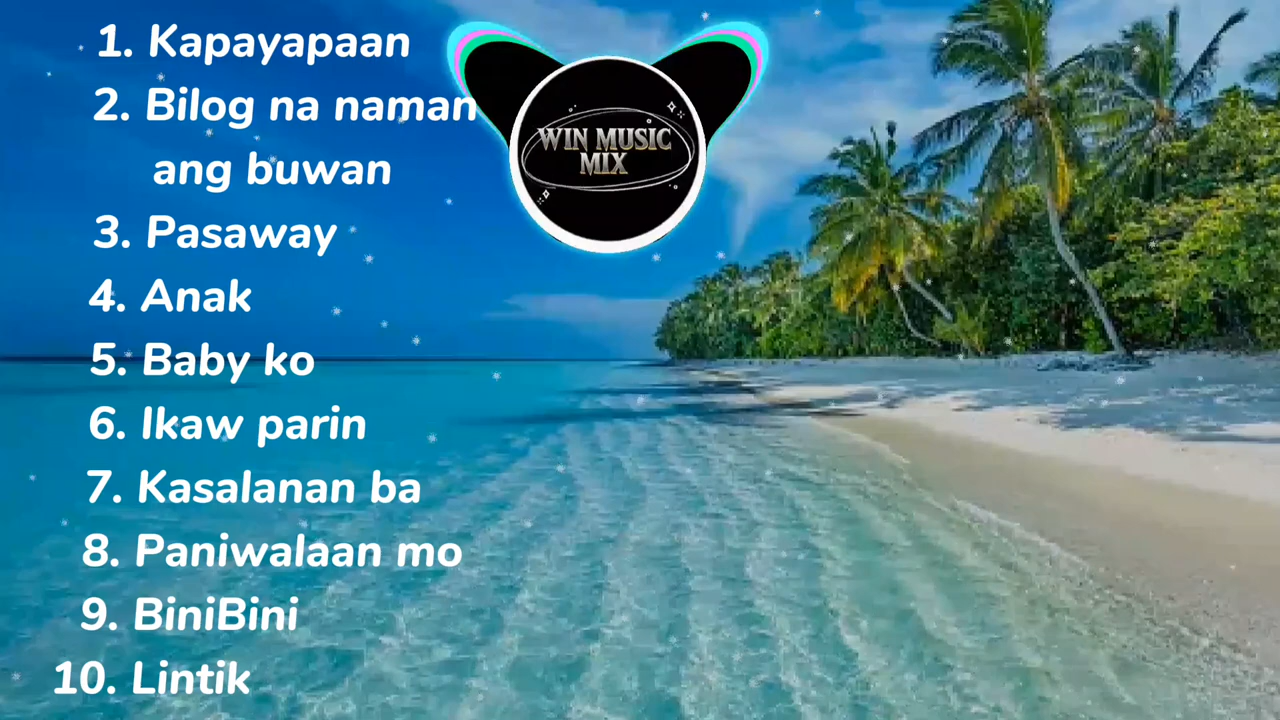 1. Kapayapaan
2. Bilog na naman
ang buwan
3. Pasaway
4. Anak
5. Baby ko
6. Ikaw parin
7. Kasalanan ba
8. Paniwalaan mo
9. BiniBini
10. Lintik
WIN MUSIC
MIX